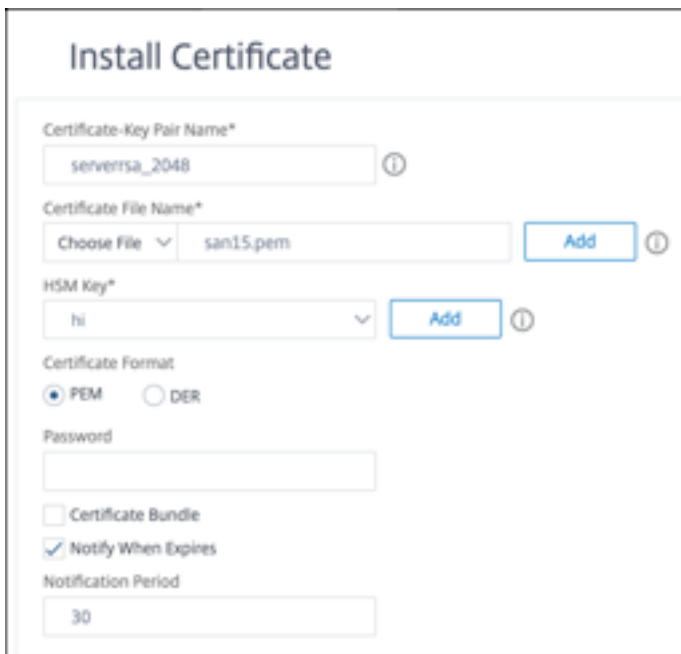 Install Certificate
Certificate-Key Pair Name*
serverrsa_2048
Certificate File Name*
Choose File san15.pem Add
HSM Key*
hi Add
Certificate Format
PEM DER
Password
Certificate Bundle
Notify When Expires
Notification Period
30